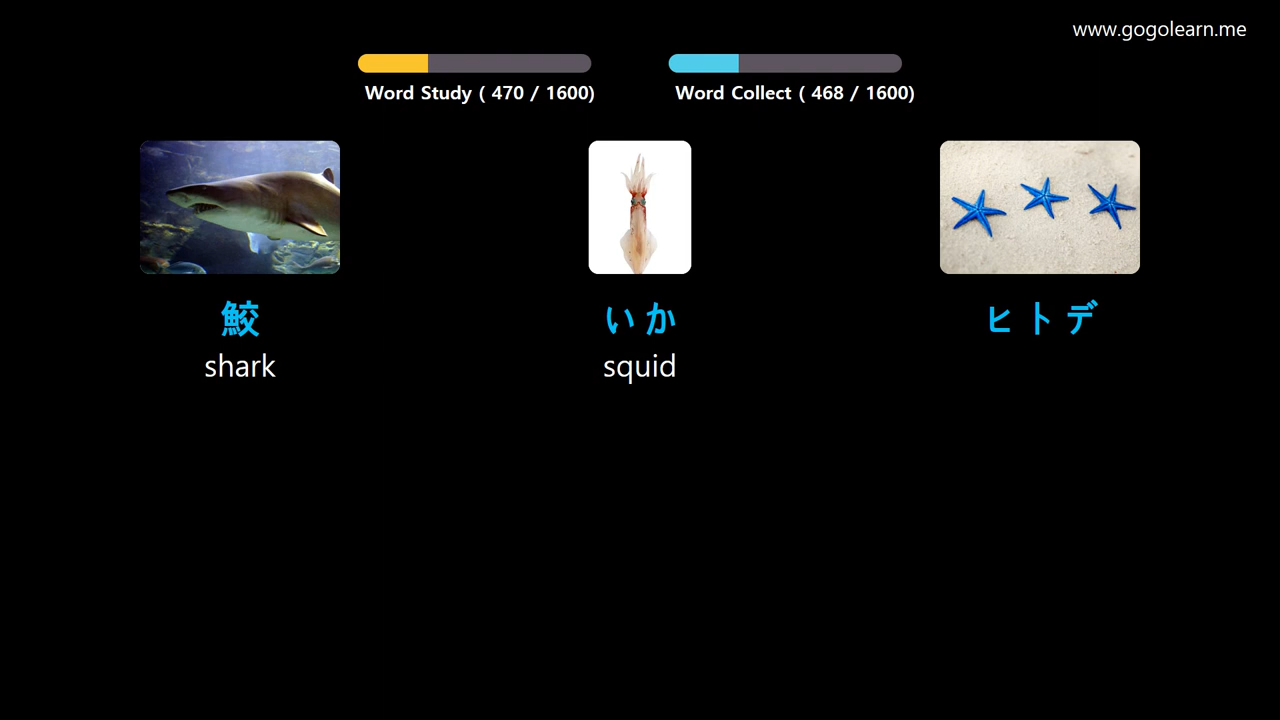 www.gogolearn.me
Word Study ( 470 / 1600)
Word Collect ( 468 / 1600)
鮫
いか
ヒトデ
shark
squid